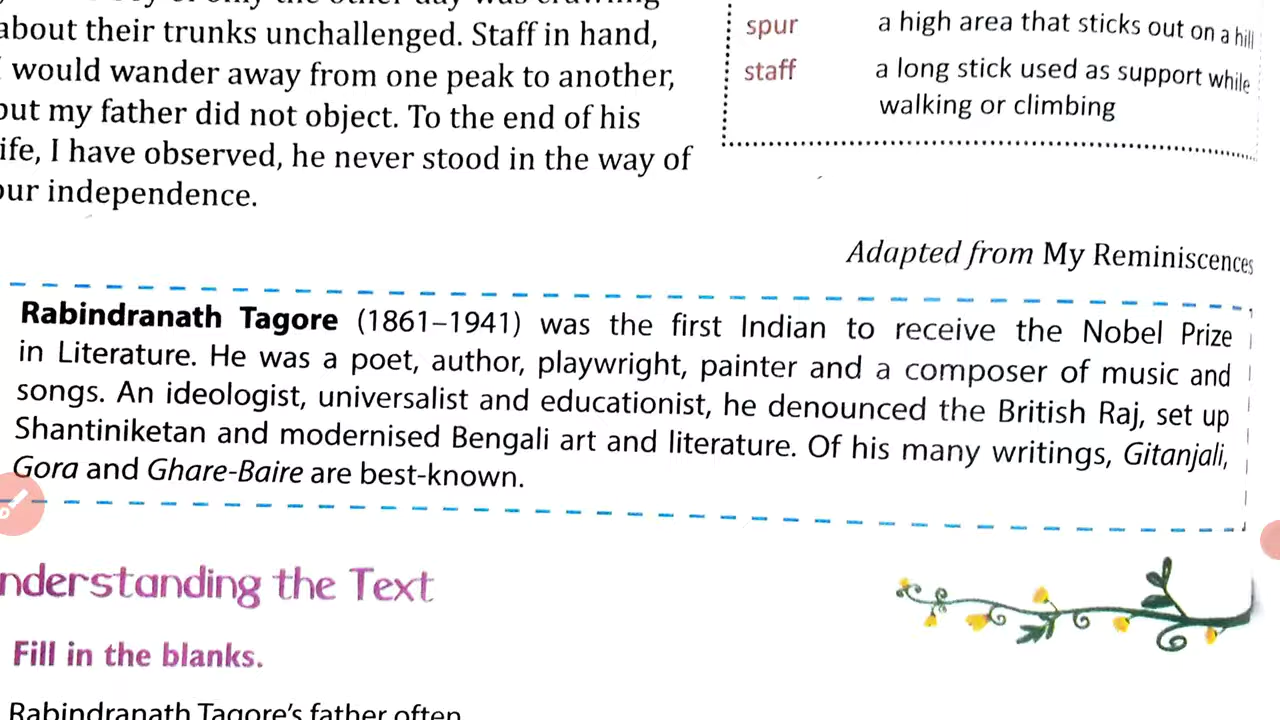 about their trunks unchallenged. Staff in hand,
would wander away from one peak to another,
but my father did not object. To the end of his
life, I have observed, he never stood in the way of
our independence.
spur a high area that sticks out on a hill
staff a long stick used as support while
walking or climbing
Adapted from My Reminiscences
Rabindranath Tagore (1861–1941) was the first Indian to receive the Nobel Prize
in Literature. He was a poet, author, playwright, painter and a composer of music and
songs. An ideologist, universalist and educationist, he denounced the British Raj, set up
Shantiniketan and modernised Bengali art and literature. Of his many writings, Gitanjali,
Gora and Ghare-Baire are best-known.
nderstanding the Text
Fill in the blanks.
Rabindranath Tagore's father often